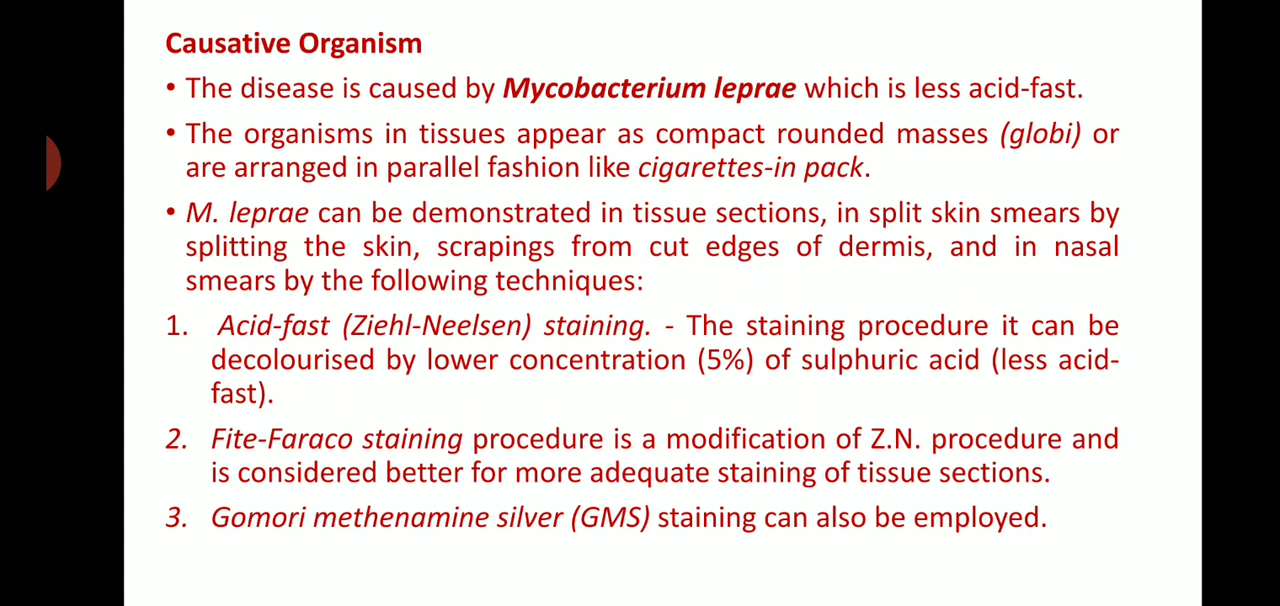 Causative Organism
• The disease is caused by Mycobacterium leprae which is less acid-fast.
• The organisms in tissues appear as compact rounded masses (globi) or
are arranged in parallel fashion like cigarettes-in pack.
• M. leprae can be demonstrated in tissue sections, in split skin smears by
splitting the skin, scrapings from cut edges of dermis, and in nasal
smears by the following techniques:
1. Acid-fast (Ziehl-Neelsen) staining. - The staining procedure it can be
decolourised by lower concentration (5%) of sulphuric acid (less acid-
fast).
2. Fite-Faraco staining procedure is a modification of Z.N. procedure and
is considered better for more adequate staining of tissue sections.
3. Gomori methenamine silver (GMS) staining can also be employed.